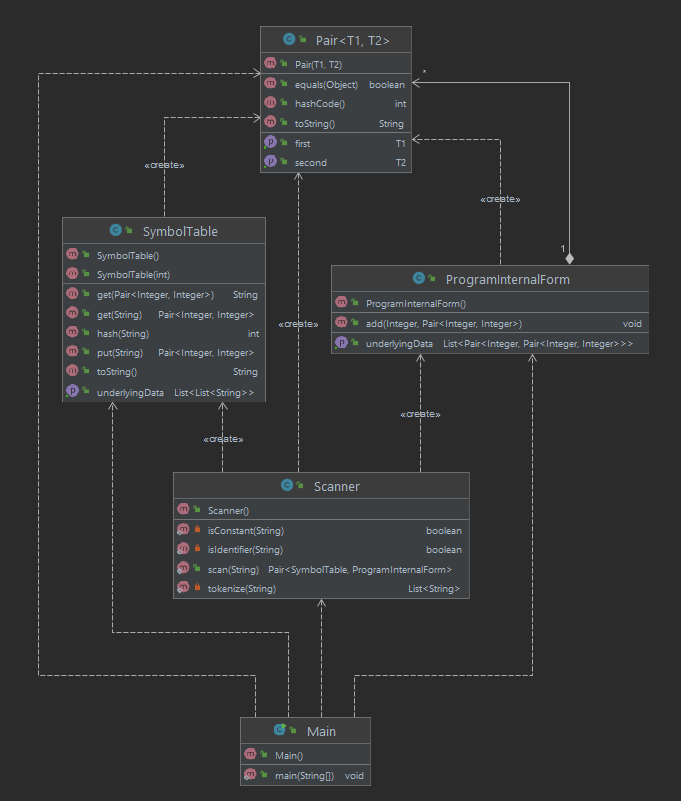 Pair<T1, T2>
Pair(T1, T2)
equals(Object) boolean
hashCode() int
toString() String
first T1
second T2
*
«create»
«create»
SymbolTable
SymbolTable()
SymbolTable(int)
get(Pair<Integer, Integer>) String
get(String) Pair<Integer, Integer>
hash(String) int
put(String) Pair<Integer, Integer>
toString() String
underlyingData List<List<String>>
1
ProgramInternalForm
ProgramInternalForm()
add(Integer, Pair<Integer, Integer>) void
underlyingData List<Pair<Integer, Pair<Integer, Integer>>>
«create»
«create»
«create»
Scanner
Scanner()
isConstant(String) boolean
isIdentifier(String) boolean
scan(String) Pair<SymbolTable, ProgramInternalForm>
tokenize(String) List<String>
Main
Main()
main(String[]) void